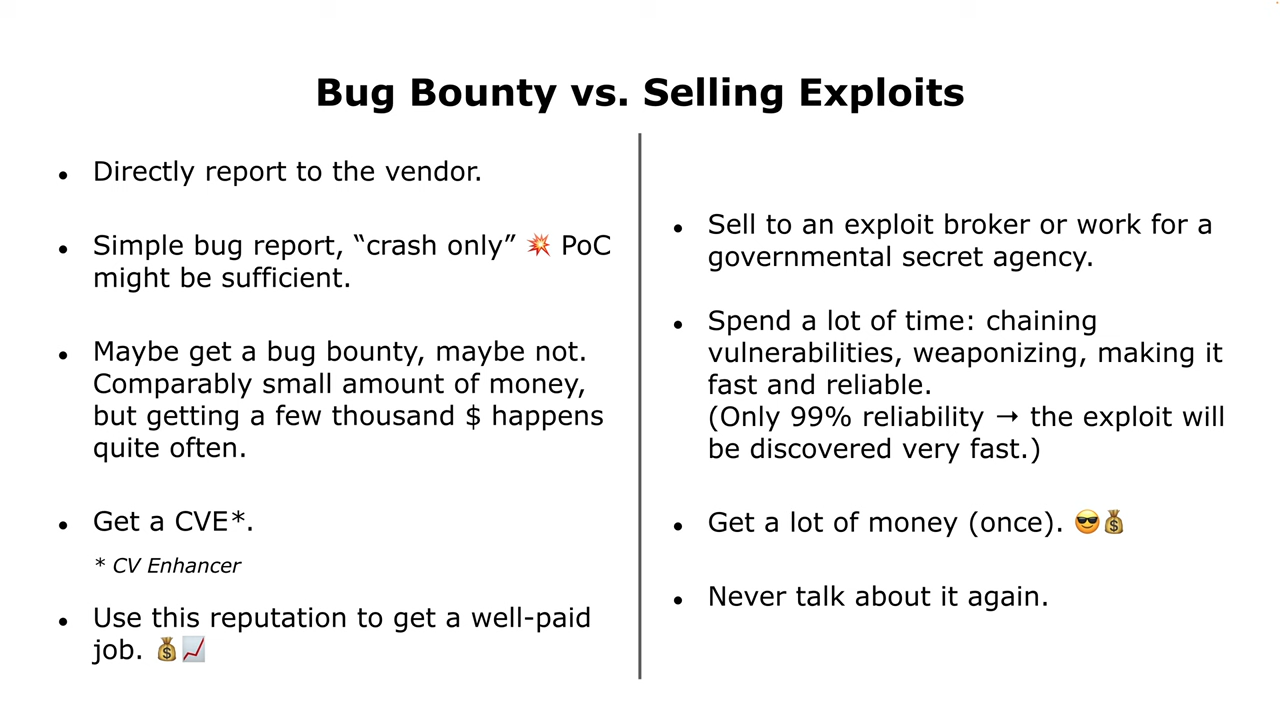 Bug Bounty vs. Selling Exploits
● Directly report to the vendor.
● Simple bug report, “crash only” 💥 PoC
might be sufficient.
● Maybe get a bug bounty, maybe not.
Comparably small amount of money,
but getting a few thousand $ happens
quite often.
● Get a CVE*.
* CV Enhancer
● Use this reputation to get a well-paid
job. 💰📈
● Sell to an exploit broker or work for a
governmental secret agency.
● Spend a lot of time: chaining
vulnerabilities, weaponizing, making it
fast and reliable.
(Only 99% reliability → the exploit will
be discovered very fast.)
● Get a lot of money (once). 😎💰
● Never talk about it again.